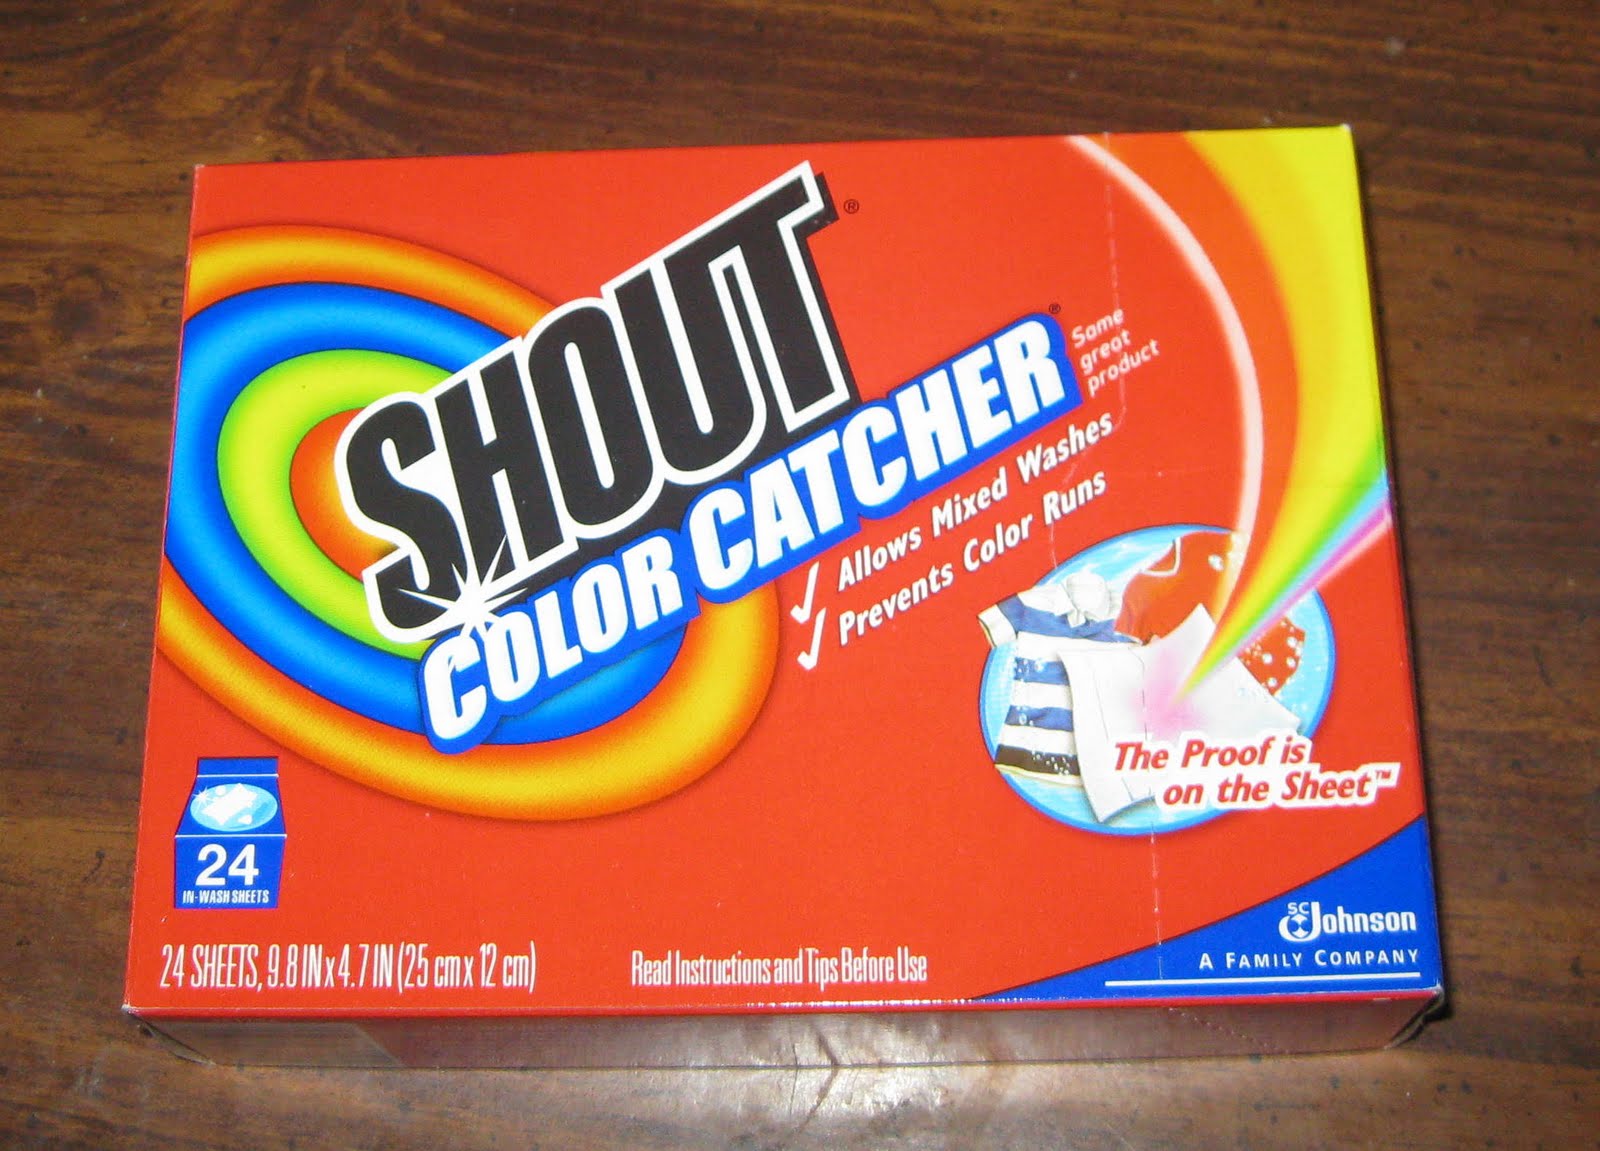 SHOUT®
COLOR CATCHER®
Same
great
product
✓ Allows Mixed Washes
✓ Prevents Color Runs
The Proof is
on the Sheet™
24
IN-WASH SHEETS
24 SHEETS, 9.8 IN x 4.7 IN (25 cm x 12 cm)
Read Instructions and Tips Before Use
SC Johnson
A FAMILY COMPANY